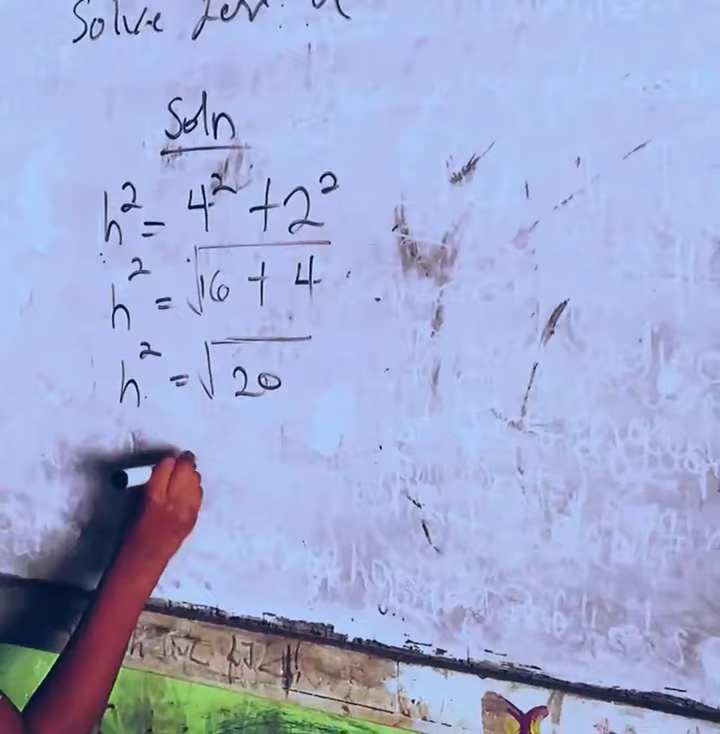 Solve for
Soln
h² = 4² + 2²
h² = √16 + 4
h² = √20